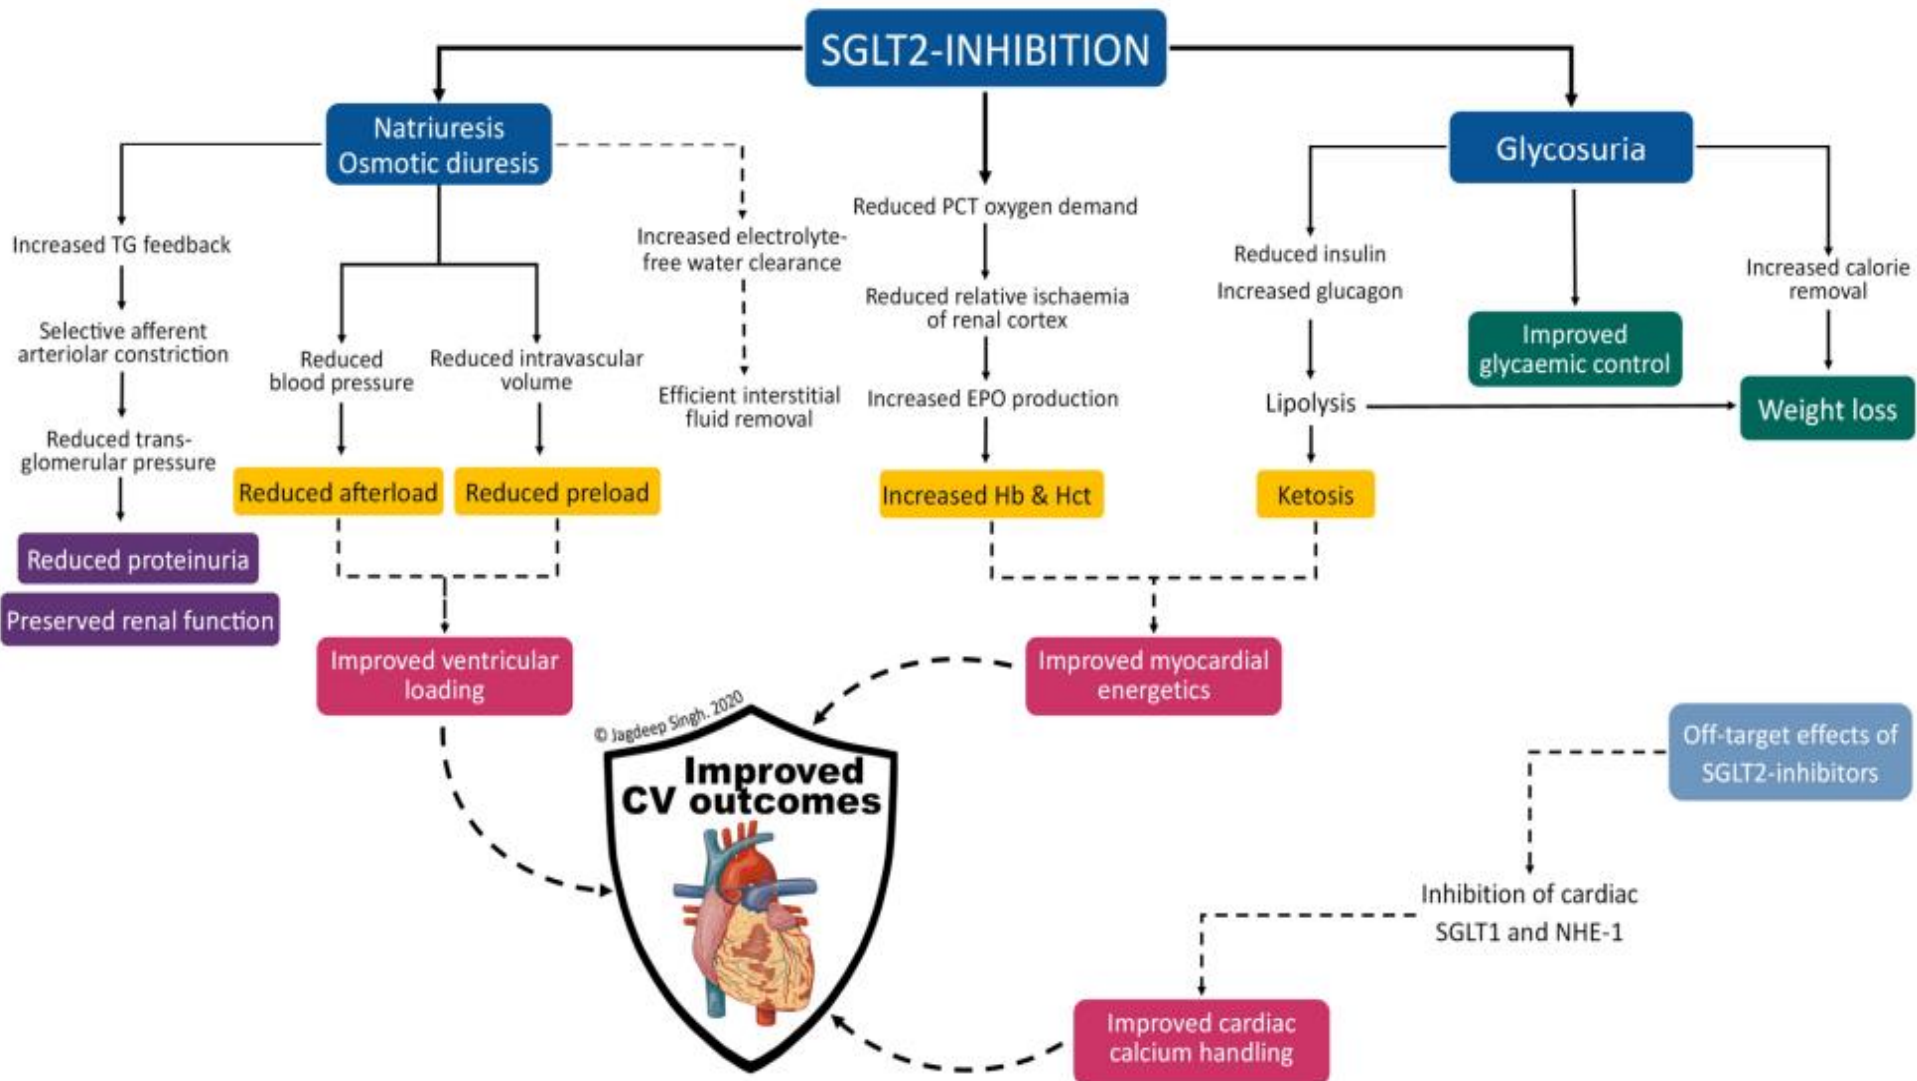 SGLT2-INHIBITION
Natriuresis
Osmotic diuresis
Glycosuria
Increased TG feedback
Selective afferent
arteriolar constriction
Reduced trans-
glomerular pressure
Reduced proteinuria
Preserved renal function
Reduced
blood pressure
Reduced afterload
Reduced intravascular
volume
Reduced preload
Increased electrolyte-
free water clearance
Efficient interstitial
fluid removal
Reduced PCT oxygen demand
Reduced relative ischaemia
of renal cortex
Increased EPO production
Increased Hb & Hct
Reduced insulin
Increased glucagon
Lipolysis
Ketosis
Improved
glycaemic control
Increased calorie
removal
Weight loss
Improved ventricular
loading
Improved myocardial
energetics
© Jagdeep Singh. 2020
Improved
CV outcomes
Off-target effects of
SGLT2-inhibitors
Inhibition of cardiac
SGLT1 and NHE-1
Improved cardiac
calcium handling